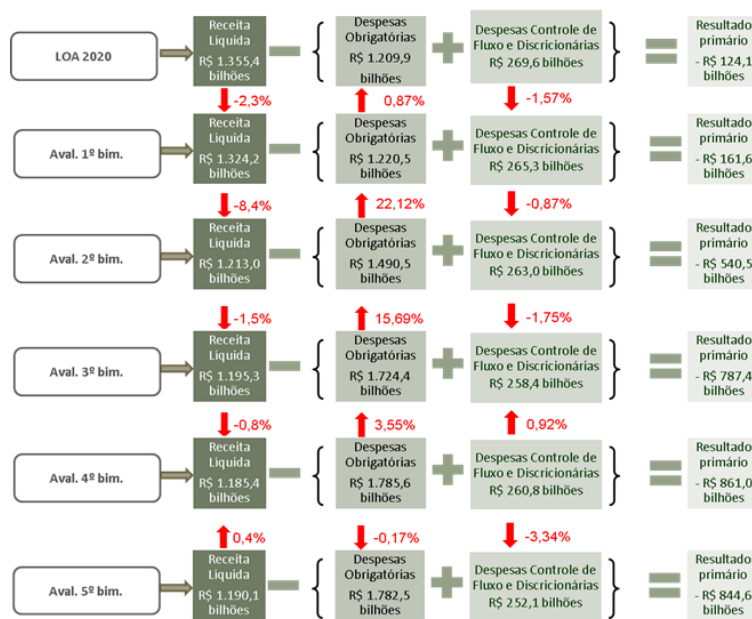 LOA 2020
Receita
Liquida
R$ 1.355,4
bilhões
Despesas
Obrigatórias
R$ 1.209,9
bilhões
Despesas Controle de
Fluxo e Discricionárias
R$ 269,6 bilhões
Resultado
primário
- R$ 124,1
bilhões
-2,3%
0,87%
-1,57%
Aval. 1º bim.
Receita
Liquida
R$ 1.324,2
bilhões
Despesas
Obrigatórias
R$ 1.220,5
bilhões
Despesas Controle de
Fluxo e Discricionárias
R$ 265,3 bilhões
Resultado
primário
- R$ 161,6
bilhões
-8,4%
22,12%
-0,87%
Aval. 2º bim.
Receita
Liquida
R$ 1.213,0
bilhões
Despesas
Obrigatórias
R$ 1.490,5
bilhões
Despesas Controle de
Fluxo e Discricionárias
R$ 263,0 bilhões
Resultado
primário
- R$ 540,5
bilhões
-1,5%
15,69%
-1,75%
Aval. 3º bim.
Receita
Liquida
R$ 1.195,3
bilhões
Despesas
Obrigatórias
R$ 1.724,4
bilhões
Despesas Controle de
Fluxo e Discricionárias
R$ 258,4 bilhões
Resultado
primário
- R$ 787,4
bilhões
-0,8%
3,55%
0,92%
Aval. 4º bim.
Receita
Liquida
R$ 1.185,4
bilhões
Despesas
Obrigatórias
R$ 1.785,6
bilhões
Despesas Controle de
Fluxo e Discricionárias
R$ 260,8 bilhões
Resultado
primário
- R$ 861,0
bilhões
0,4%
-0,17%
-3,34%
Aval. 5º bim.
Receita
Liquida
R$ 1.190,1
bilhões
Despesas
Obrigatórias
R$ 1.782,5
bilhões
Despesas Controle de
Fluxo e Discricionárias
R$ 252,1 bilhões
Resultado
primário
- R$ 844,6
bilhões